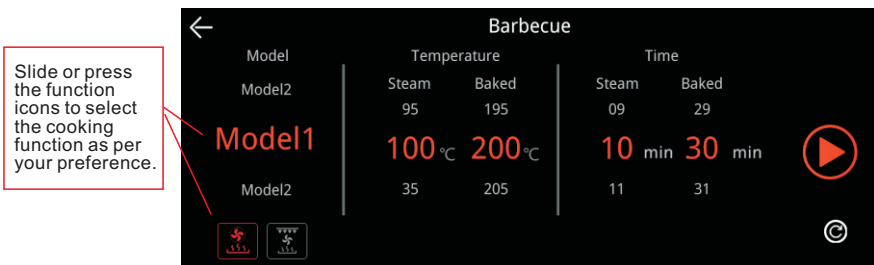 Barbecue
Model Temperature Time
Slide or press
the function
icons to select
the cooking
function as per
your preference.
Model2 Steam Baked Steam Baked
95 195 09 29
Model1 100 °C 200 °C 10 min 30 min
Model2 35 205 11 31